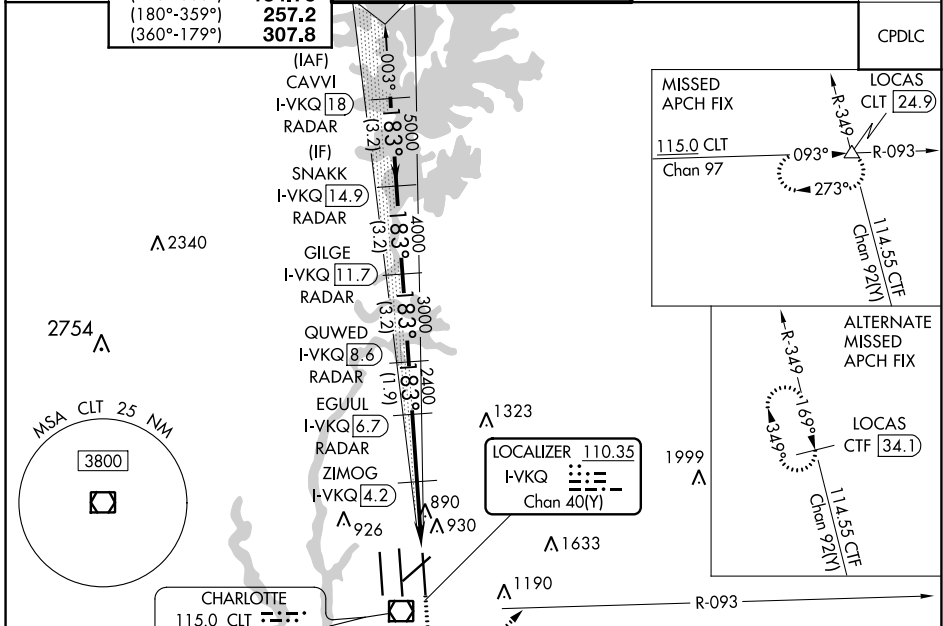 (180°-359°) 257.2
(360°-179°) 307.8
CPDLC
003°
(IAF)
CAVVI
I-VKQ 18
RADAR
183°
5000
(3.2)
(IF)
SNAKK
I-VKQ 14.9
RADAR
183°
4000
(3.2)
GILGE
I-VKQ 11.7
RADAR
183°
3000
(3.2)
QUWED
I-VKQ 8.6
RADAR
183°
2400
(1.9)
EGUUL
I-VKQ 6.7
RADAR
ZIMOG
I-VKQ 4.2
2340
2754
1323
1999
890
930
926
1633
1190
MSA CLT 25 NM
3800
LOCALIZER 110.35
I-VKQ
Chan 40(Y)
CHARLOTTE
115.0 CLT
R-093
MISSED
APCH FIX
LOCAS
CLT 24.9
R-349
115.0 CLT
Chan 97
093°
R-093
273°
114.55 CTF
Chan 92(Y)
ALTERNATE
MISSED
APCH FIX
R-349
169°
349°
LOCAS
CTF 34.1
114.55 CTF
Chan 92(Y)